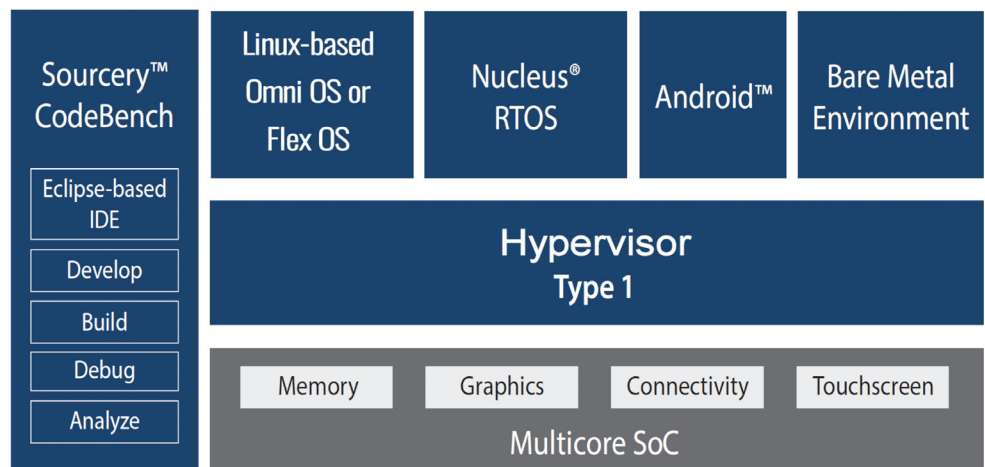 Sourcery™
CodeBench
Eclipse-based
IDE
Develop
Build
Debug
Analyze
Linux-based
Omni OS or
Flex OS
Nucleus®
RTOS
Android™
Bare Metal
Environment
Hypervisor
Type 1
Memory
Graphics
Connectivity
Touchscreen
Multicore SoC